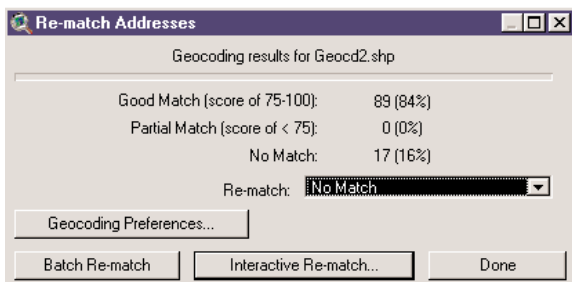 Re-match Addresses
Geocoding results for Geocd2.shp
Good Match (score of 75-100): 89 (84%)
Partial Match (score of < 75): 0 (0%)
No Match: 17 (16%)
Re-match: No Match
Geocoding Preferences...
Batch Re-match Interactive Re-match... Done